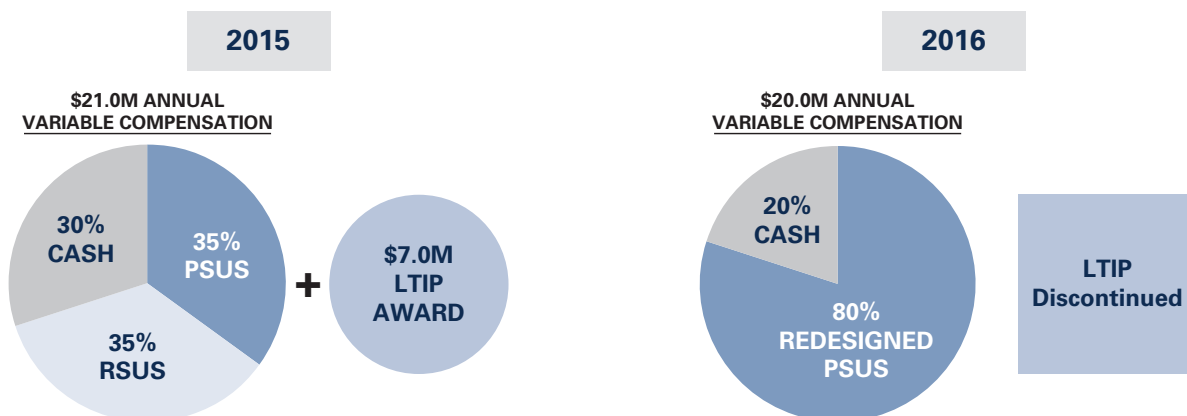 2015
$21.0M ANNUAL
VARIABLE COMPENSATION
30%
CASH
35%
PSUS
35%
RSUS
+
$7.0M
LTIP
AWARD
2016
$20.0M ANNUAL
VARIABLE COMPENSATION
20%
CASH
80%
REDESIGNED
PSUS
LTIP
Discontinued